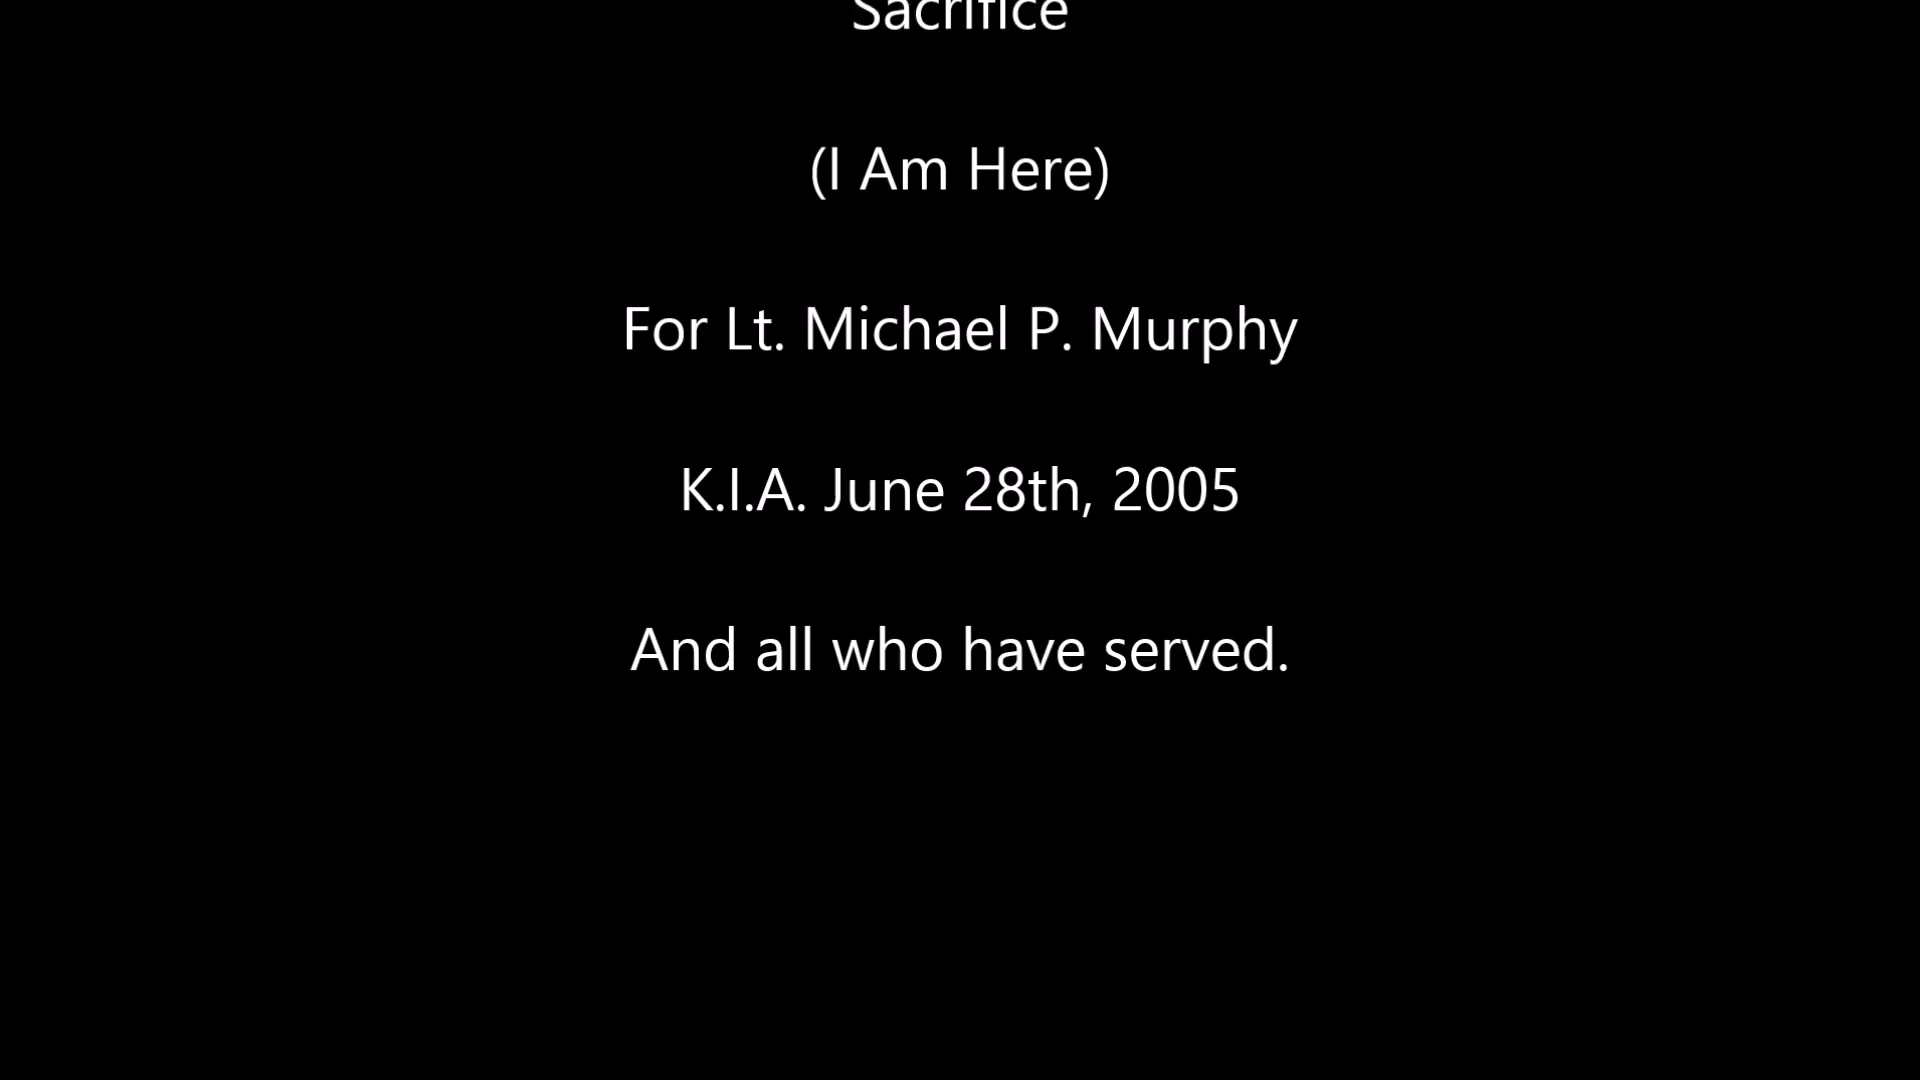 Sacrifice
(I Am Here)
For Lt. Michael P. Murphy
K.I.A. June 28th, 2005
And all who have served.